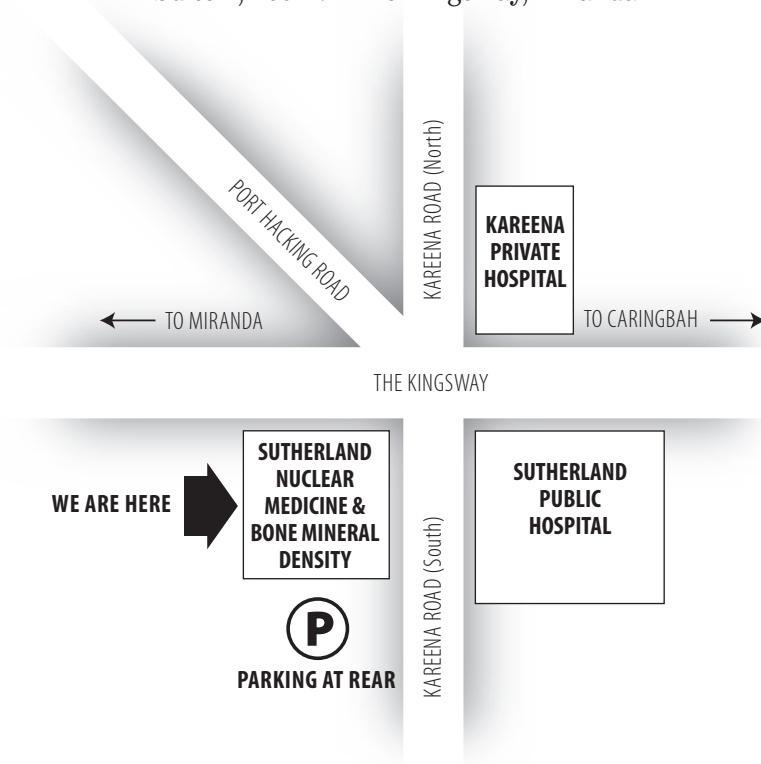 PORT HACKING ROAD
KAREENA ROAD (North)
KAREENA
PRIVATE
HOSPITAL
TO MIRANDA
TO CARINGBAH
THE KINGSWAY
WE ARE HERE
SUTHERLAND
NUCLEAR
MEDICINE &
BONE MINERAL
DENSITY
SUTHERLAND
PUBLIC
HOSPITAL
KAREENA ROAD (South)
P
PARKING AT REAR